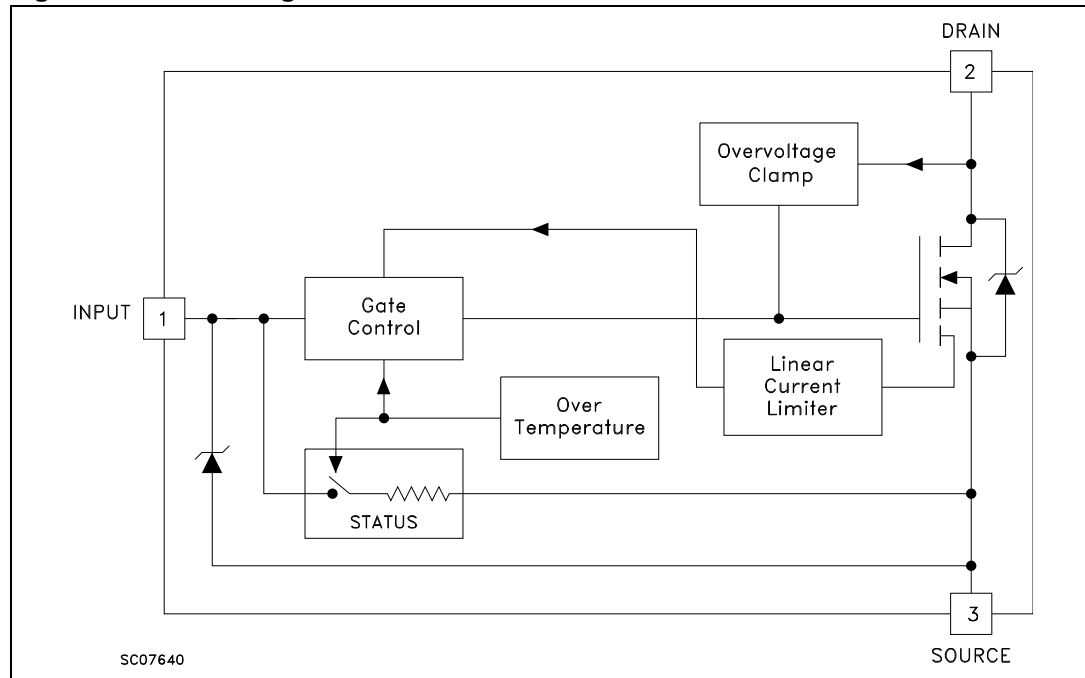 DRAIN
2
Overvoltage
Clamp
INPUT
1
Gate
Control
Linear
Current
Limiter
Over
Temperature
STATUS
3
SOURCE
SC07640